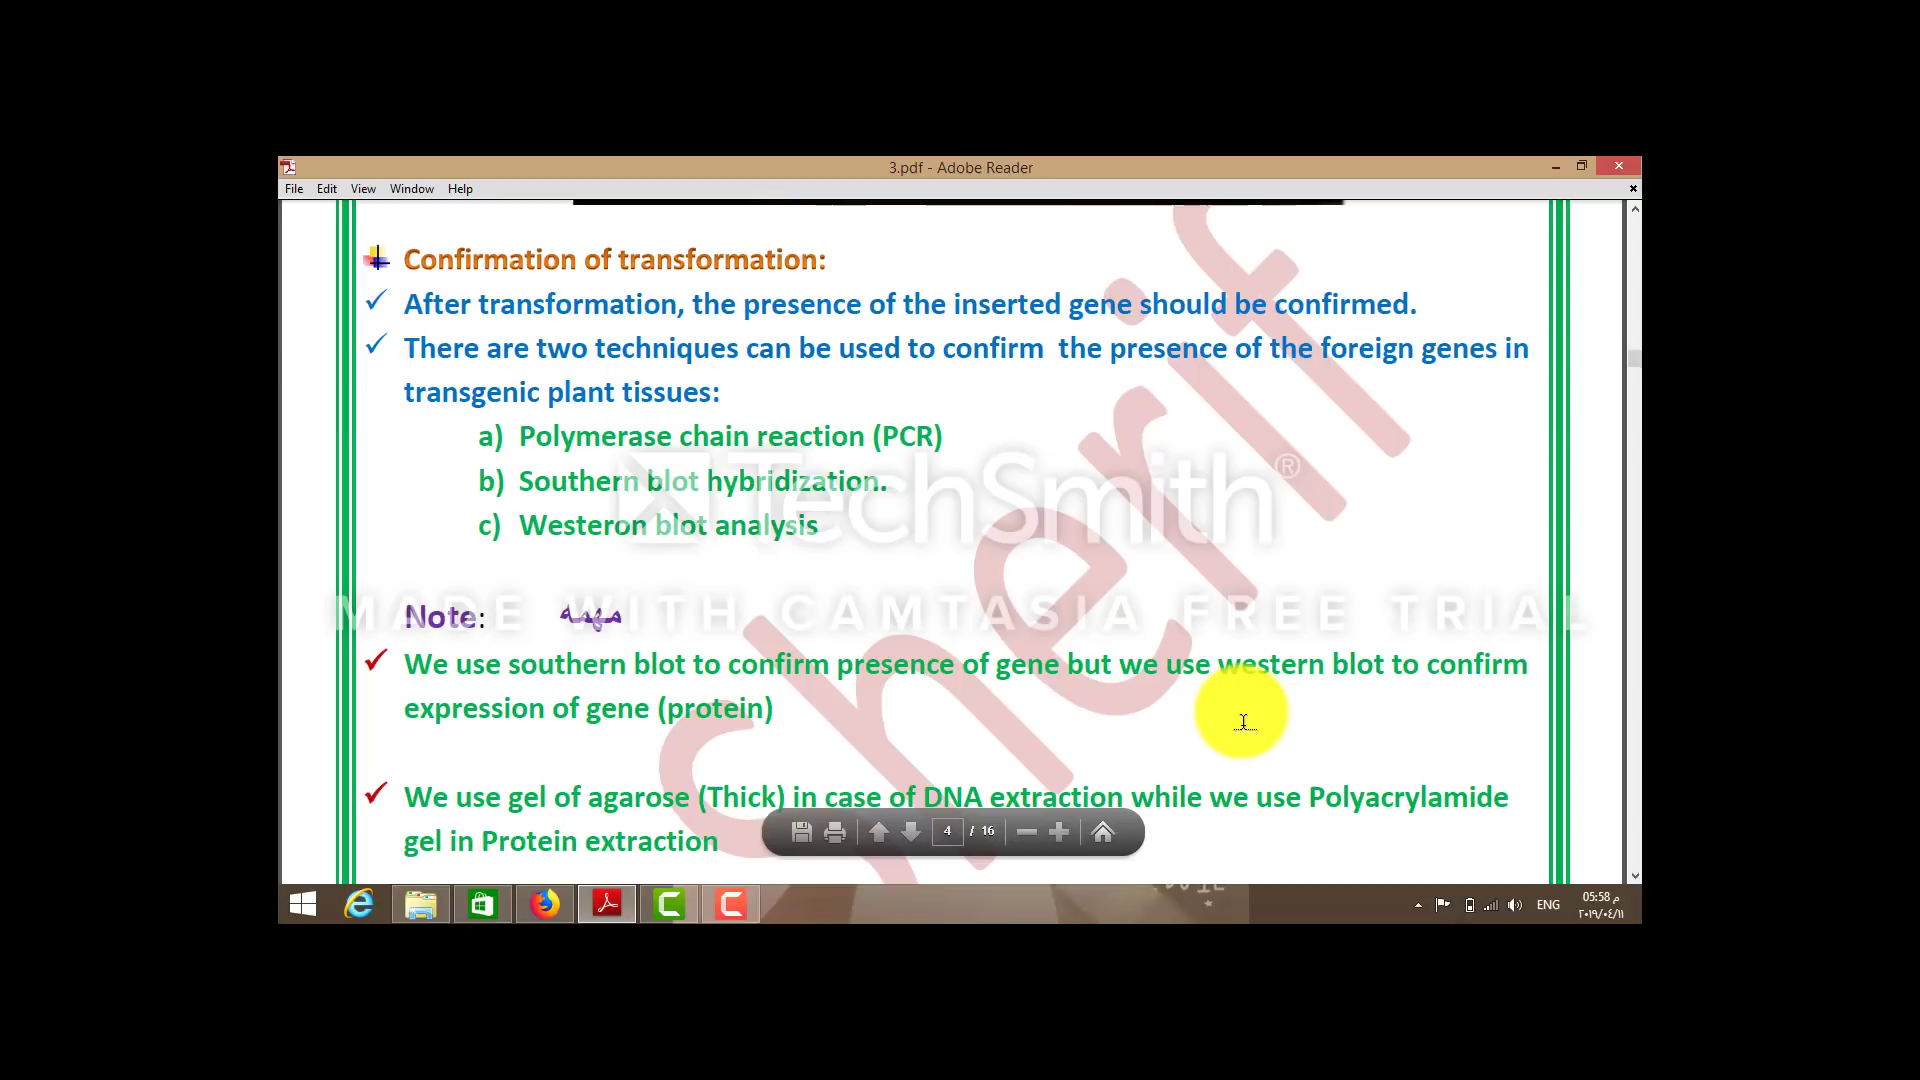 3.pdf - Adobe Reader
File Edit View Window Help
Confirmation of transformation:
After transformation, the presence of the inserted gene should be confirmed.
There are two techniques can be used to confirm the presence of the foreign genes in
transgenic plant tissues:
a) Polymerase chain reaction (PCR)
b) Southern blot hybridization.
c) Westeron blot analysis
TechSmith®
MADE WITH CAMTASIA FREE TRIAL
Note: مهمه
We use southern blot to confirm presence of gene but we use western blot to confirm
expression of gene (protein)
We use gel of agarose (Thick) in case of DNA extraction while we use Polyacrylamide
gel in Protein extraction
4 / 16
Cherif
ENG
05:58 م
٢٠١٩/٠٤/١١